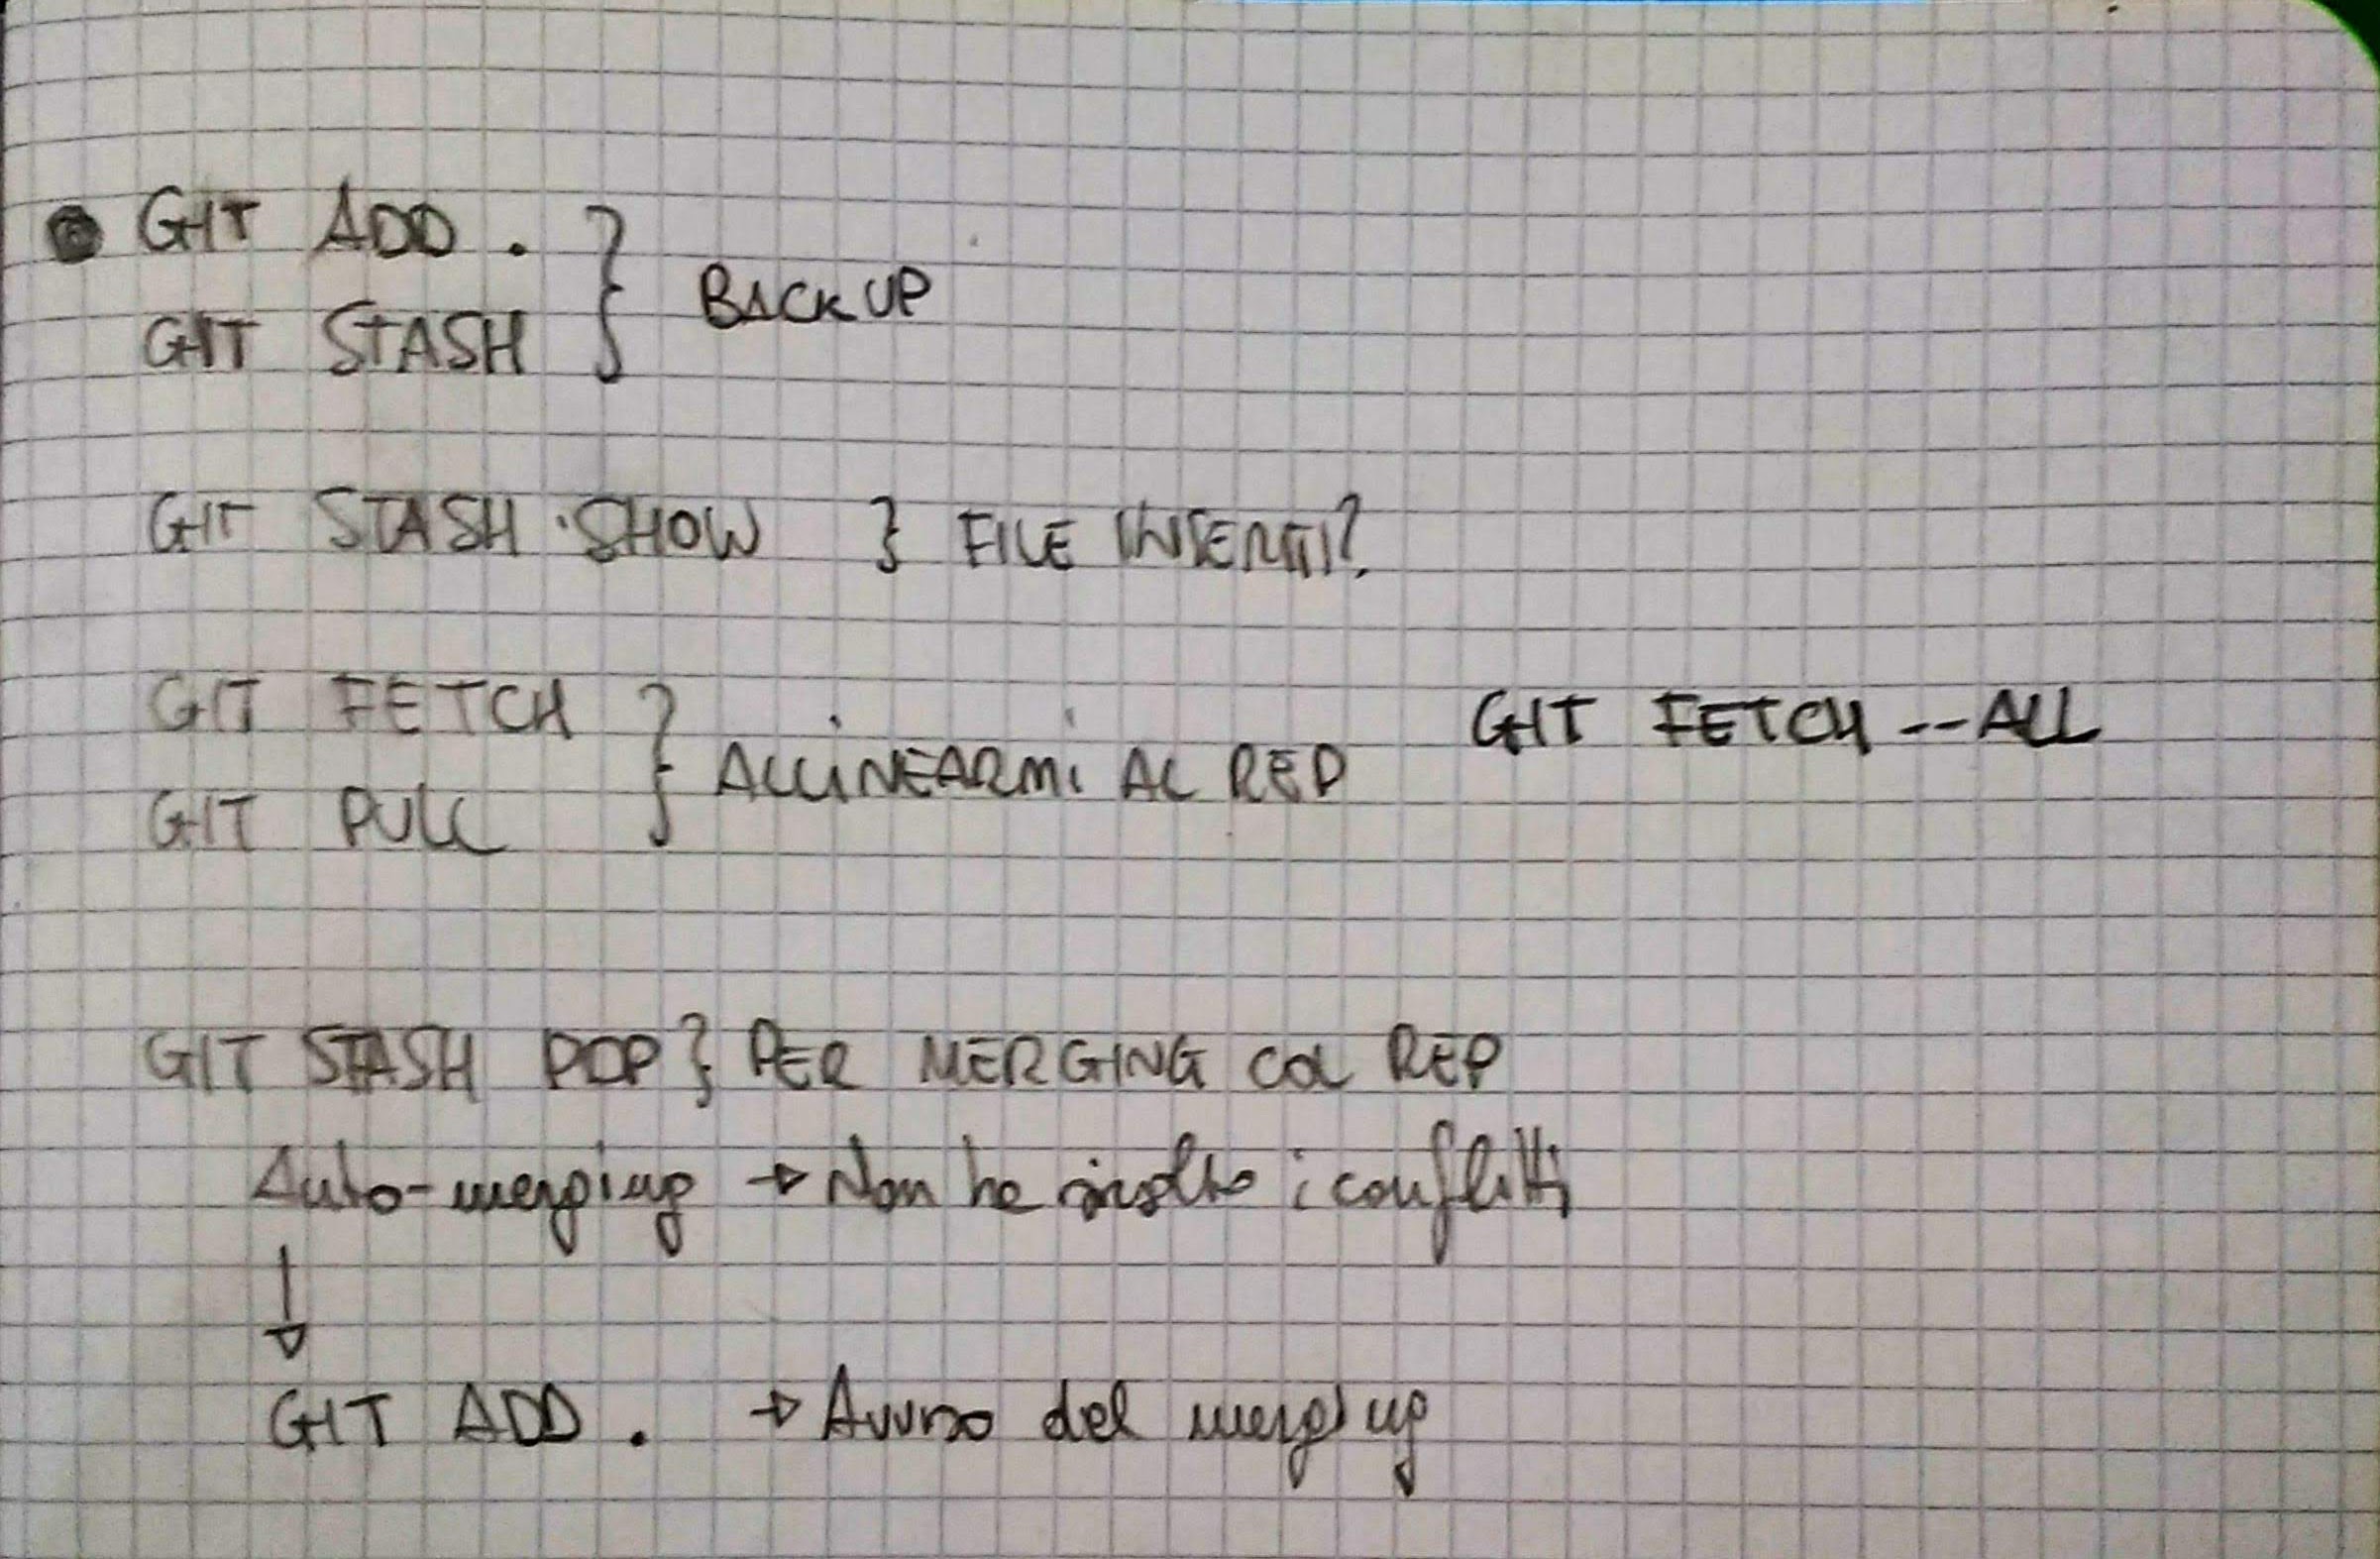 GIT ADD .
GIT STASH } BACKUP
GIT STASH SHOW } FILE INSERITI?
GIT FETCH
GIT PULL } ALLINEARMI AL REP
GIT FETCH --ALL
GIT STASH POP } PER MERGING COL REP
Auto-merging → Non ha risolto i conflitti
↓
GIT ADD . → Avviso del merging